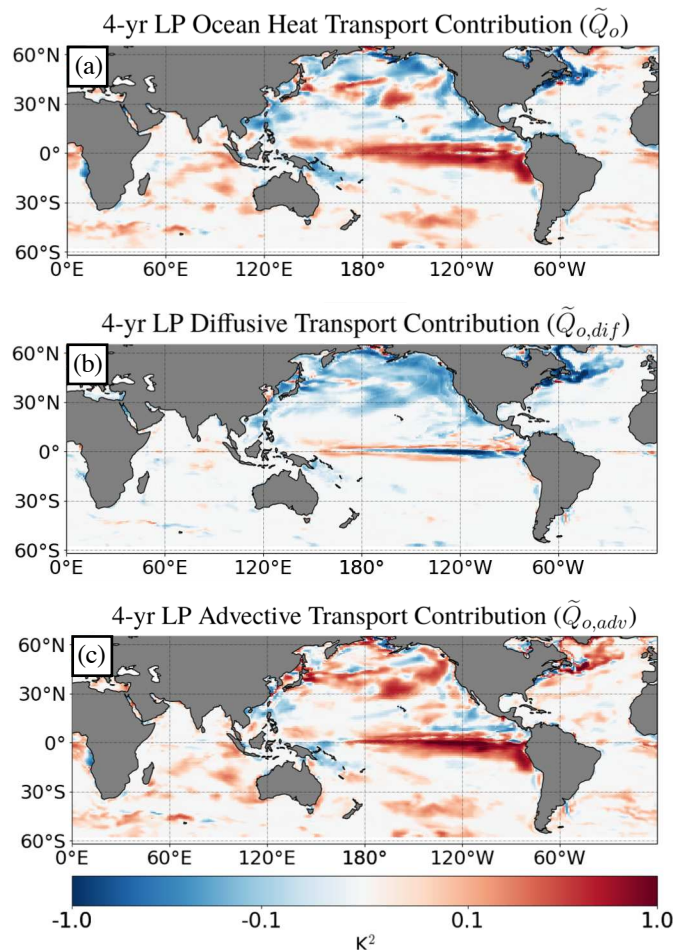 4-yr LP Ocean Heat Transport Contribution (Q̃ₒ)
(a)
60°N
30°N
0°
30°S
60°S
0°E 60°E 120°E 180° 120°W 60°W
4-yr LP Diffusive Transport Contribution (Q̃ₒ,dif)
(b)
60°N
30°N
0°
30°S
60°S
0°E 60°E 120°E 180° 120°W 60°W
4-yr LP Advective Transport Contribution (Q̃ₒ,adv)
(c)
60°N
30°N
0°
30°S
60°S
0°E 60°E 120°E 180° 120°W 60°W
-1.0 -0.1 0.1 1.0
K²